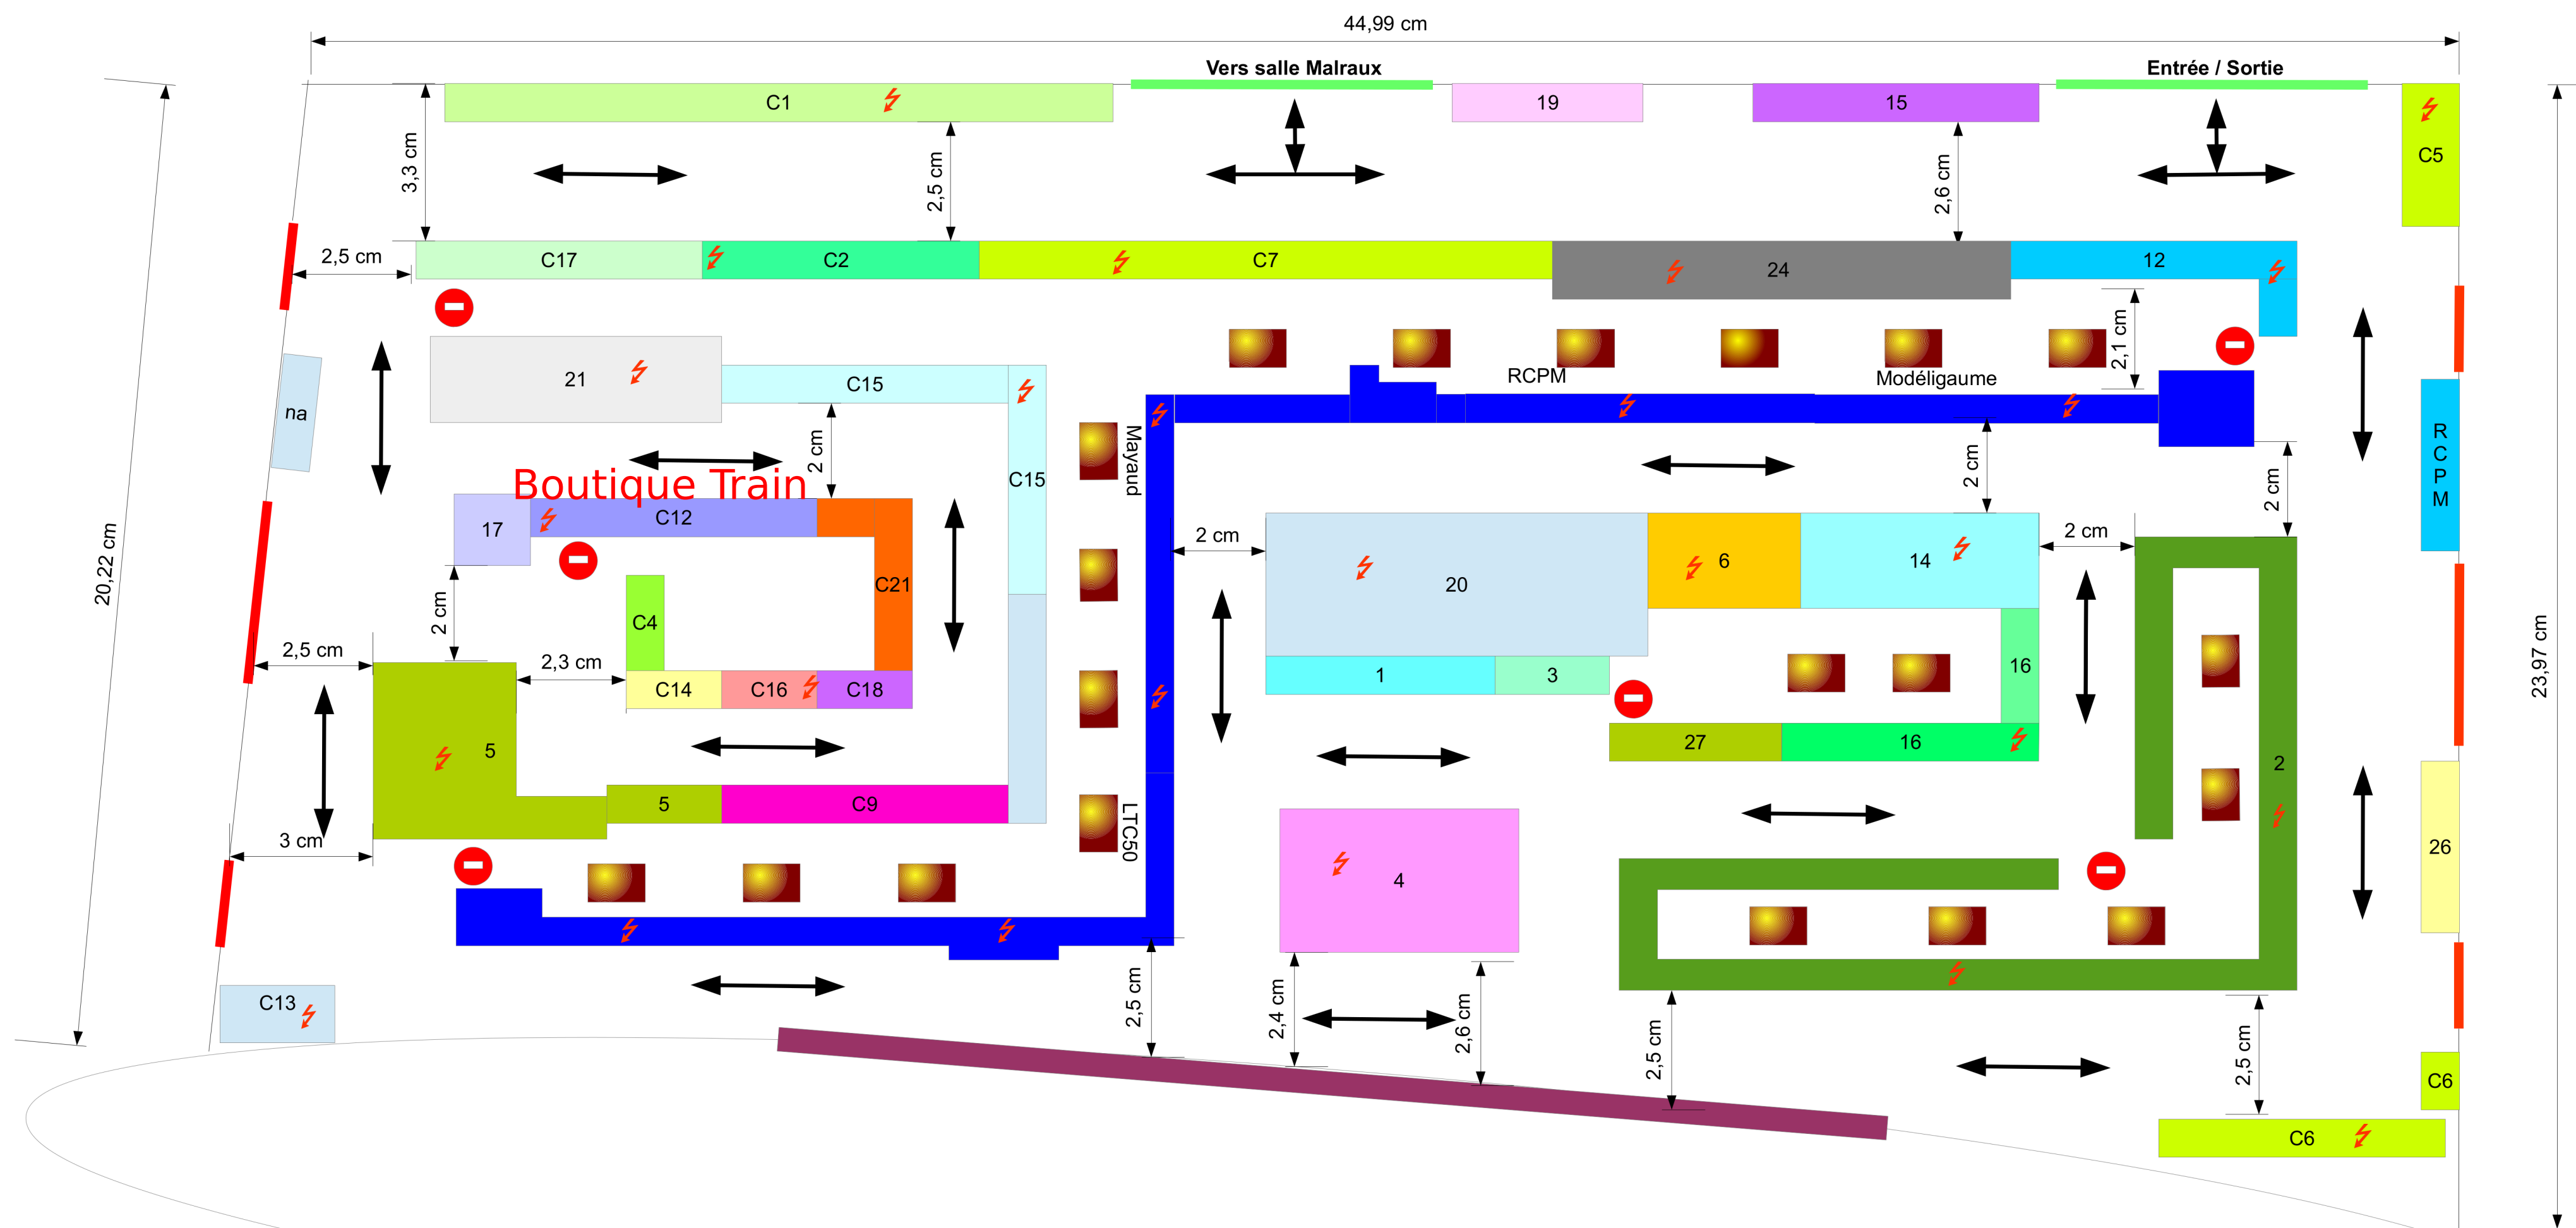 44,99 cm
Vers salle Malraux
Entrée / Sortie
C1
19
15
C5
3,3 cm
2,5 cm
2,6 cm
2,5 cm
C17
C2
C7
24
12
2,1 cm
21
C15
RCPM
Modéligaume
na
Mayaud
2 cm
C15
2 cm
2 cm
RCPM
Boutique Train
17
C12
2 cm
2 cm
20,22 cm
20
6
14
C21
C4
2 cm
2,5 cm
2,3 cm
C14
C16
C18
1
3
16
23,97 cm
27
16
5
2
5
C9
LTC50
3 cm
4
26
C13
2,5 cm
2,4 cm
2,6 cm
2,5 cm
2,5 cm
C6
C6